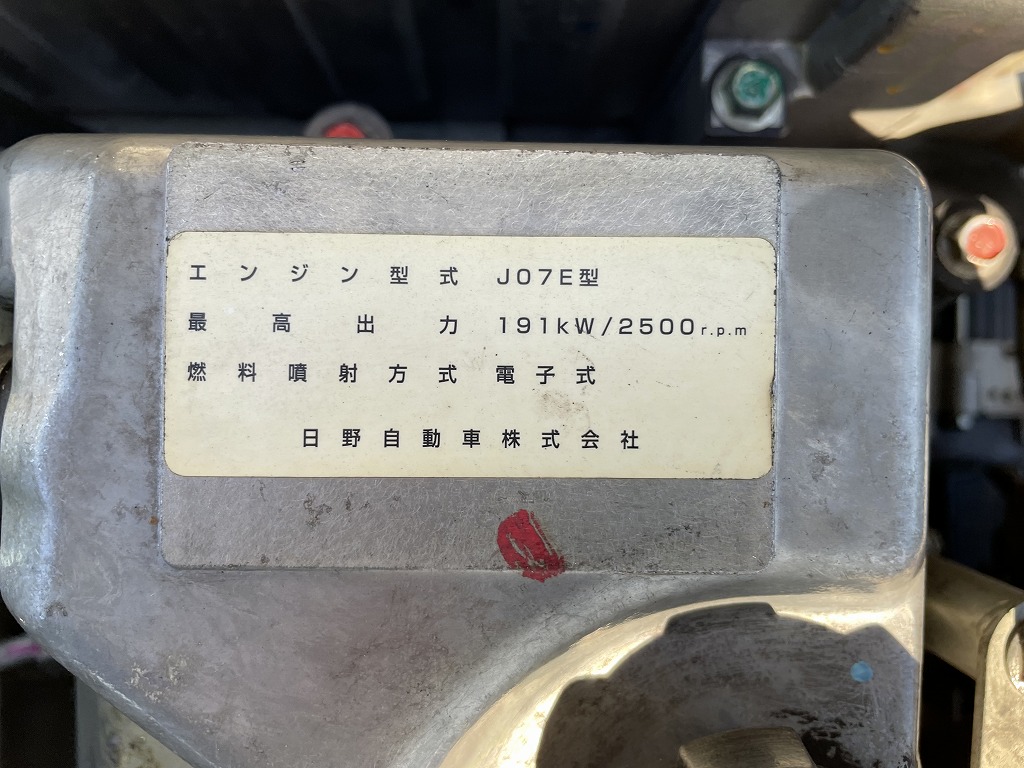 エンジン型式 J07E型
最高出力 191kW/2500r.p.m
燃料噴射方式 電子式
日野自動車株式会社